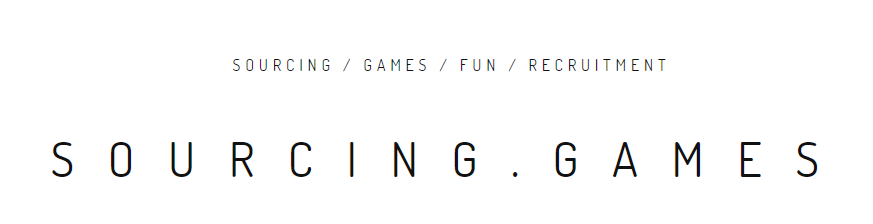 SOURCING / GAMES / FUN / RECRUITMENT
SOURCING.GAMES